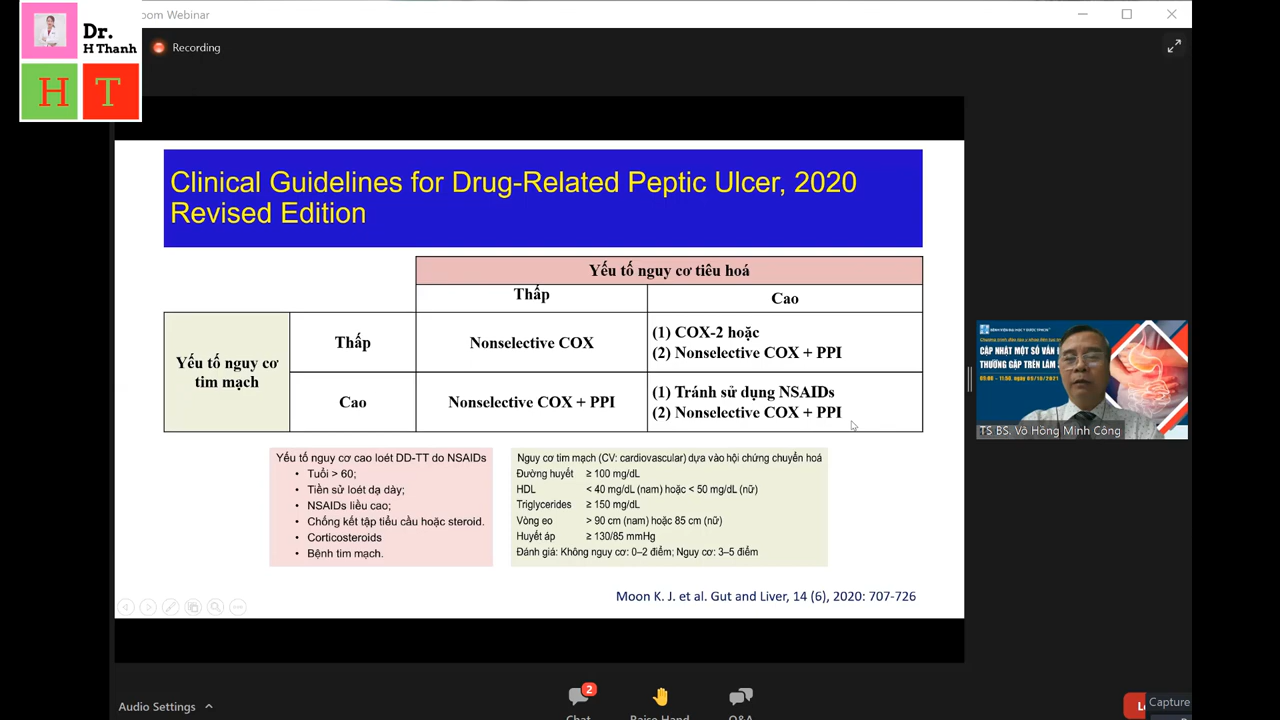 Dr.
H Thanh
H T
oom Webinar
Recording
Clinical Guidelines for Drug-Related Peptic Ulcer, 2020
Revised Edition
Yếu tố nguy cơ tiêu hoá
Thấp
Cao
Yếu tố nguy cơ
tim mạch
Thấp
Nonselective COX
(1) COX-2 hoặc
(2) Nonselective COX + PPI
Cao
Nonselective COX + PPI
(1) Tránh sử dụng NSAIDs
(2) Nonselective COX + PPI
Yếu tố nguy cơ cao loét DD-TT do NSAIDs
• Tuổi > 60;
• Tiền sử loét dạ dày;
• NSAIDs liều cao;
• Chống kết tập tiểu cầu hoặc steroid.
• Corticosteroids
• Bệnh tim mạch.
Nguy cơ tim mạch (CV: cardiovascular) dựa vào hội chứng chuyển hoá
Đường huyết ≥ 100 mg/dL
HDL < 40 mg/dL (nam) hoặc < 50 mg/dL (nữ)
Triglycerides ≥ 150 mg/dL
Vòng eo > 90 cm (nam) hoặc 85 cm (nữ)
Huyết áp ≥ 130/85 mmHg
Đánh giá: Không nguy cơ: 0–2 điểm; Nguy cơ: 3–5 điểm
Moon K. J. et al. Gut and Liver, 14 (6), 2020: 707-726
BỆNH VIỆN ĐẠI HỌC Y DƯỢC TPHCM
CẬP NHẬT MỘT SỐ VẤN
THƯỜNG GẶP TRÊN LÂM
TS BS. Võ Hồng Minh Công
Audio Settings
2
Chat
Raise Hand
Q&A
L
Capture